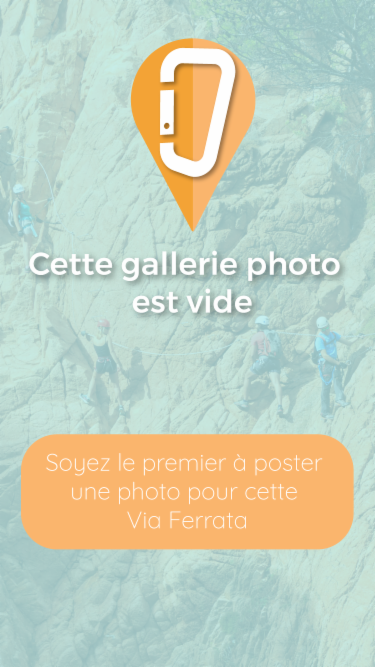 Cette gallerie photo
est vide
Soyez le premier à poster
une photo pour cette
Via Ferrata